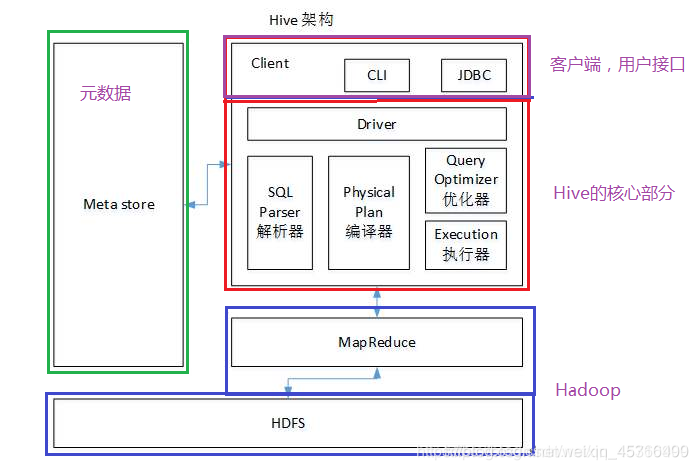 Hive 架构
Client
CLI
JDBC
客户端，用户接口
元数据
Meta store
Driver
SQL
Parser
解析器
Physical
Plan
编译器
Query
Optimizer
优化器
Execution
执行器
Hive的核心部分
MapReduce
Hadoop
HDFS